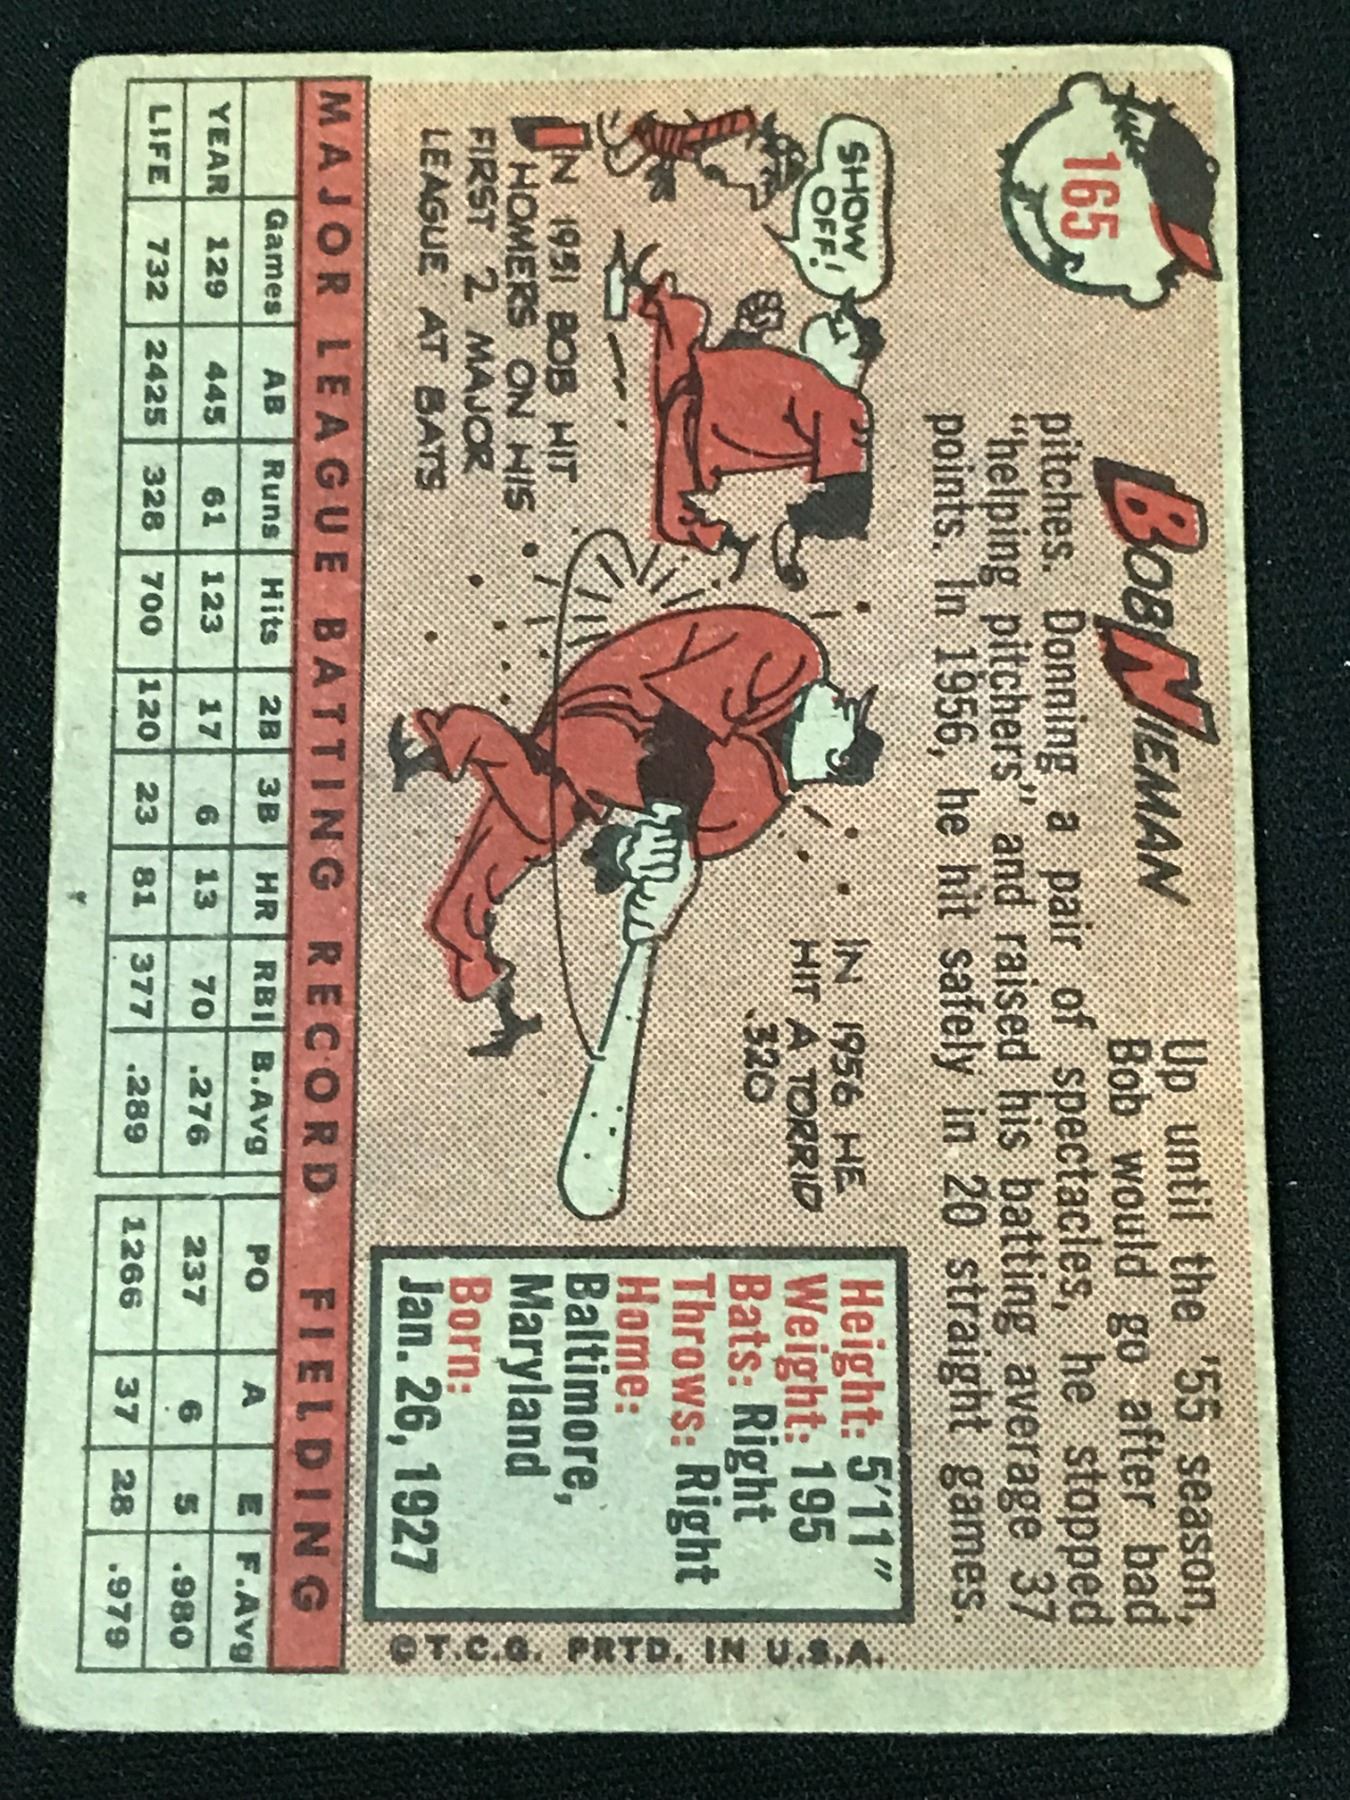 165
BOB NIEMAN
Up until the '55 season,
Bob would go after bad
pitches. Donning a pair of spectacles, he stopped
"helping pitchers" and raised his batting average 37
points. In 1956, he hit safely in 20 straight games.
SHOW
OFF!
IN 1951 BOB HIT
HOMERS ON HIS
FIRST 2 MAJOR
LEAGUE AT BATS
IN 1956 HE
HIT A TORRID
.320
Height: 5'11"
Weight: 195
Bats: Right
Throws: Right
Home:
Baltimore,
Maryland
Born:
Jan. 26, 1927
©T.C.G. PRTD. IN U.S.A.
MAJOR LEAGUE BATTING RECORD FIELDING
Games AB Runs Hits 2B 3B HR RBI B.Avg PO A E F.Avg
YEAR 129 445 61 123 17 6 13 70 .276 237 6 5 .980
LIFE 732 2425 328 700 120 23 81 377 .289 1266 37 28 .979